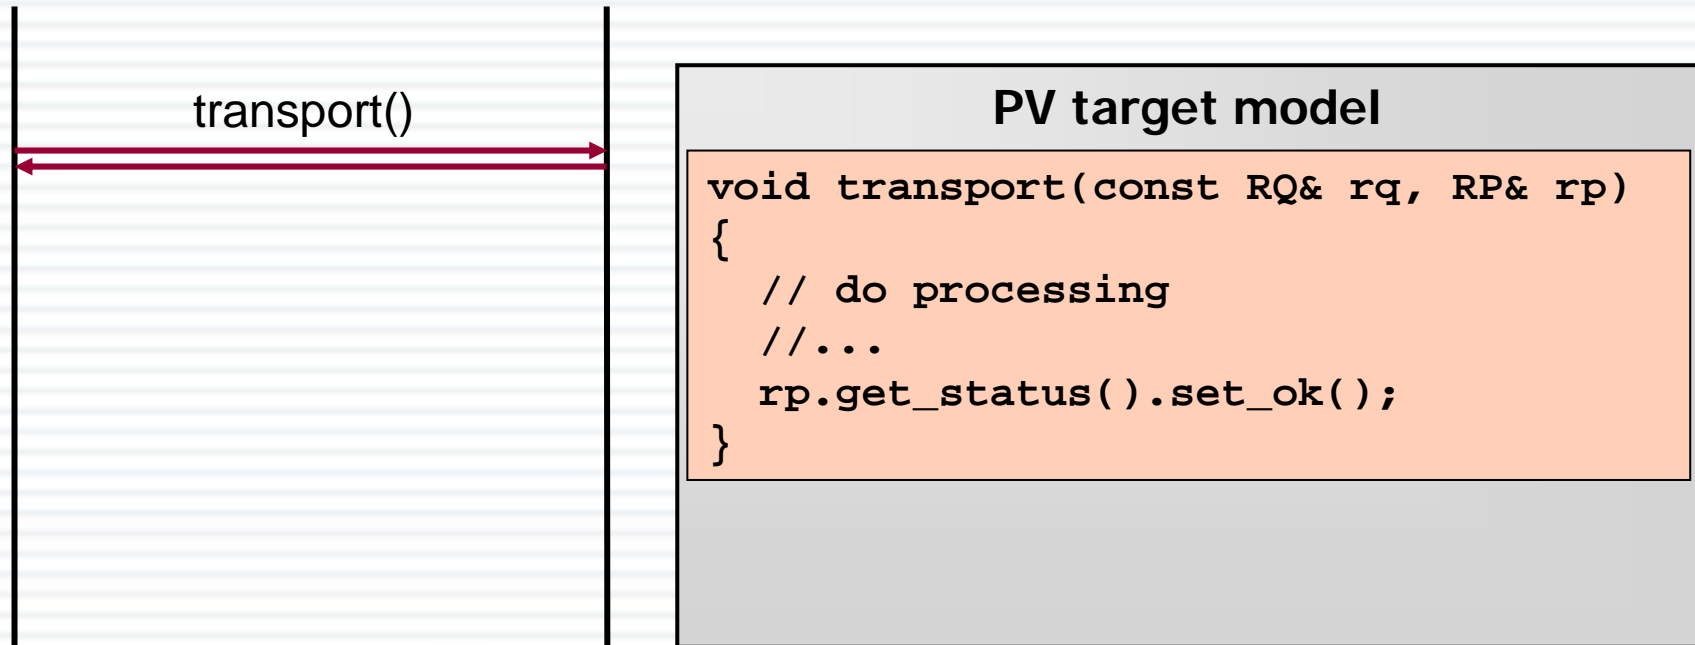 transport()
PV target model
void transport(const RQ& rq, RP& rp)
{
// do processing
//...
rp.get_status().set_ok();
}